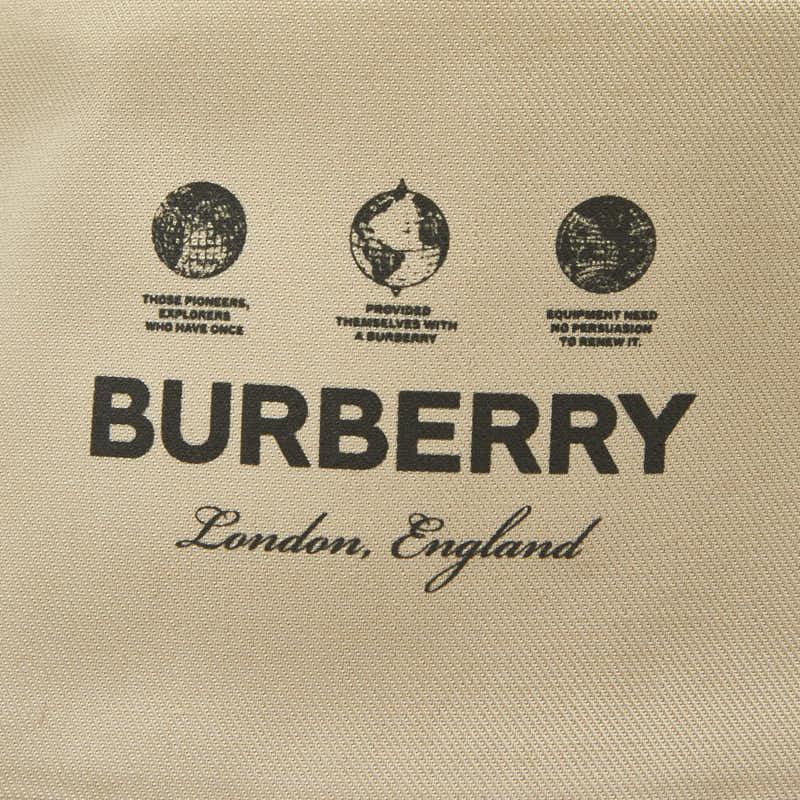 THOSE PIONEERS,
EXPLORERS
WHO HAVE ONCE
PROVIDED
THEMSELVES WITH
A BURBERRY
EQUIPMENT NEED
NO PERSUASION
TO RENEW IT.
BURBERRY
London, England